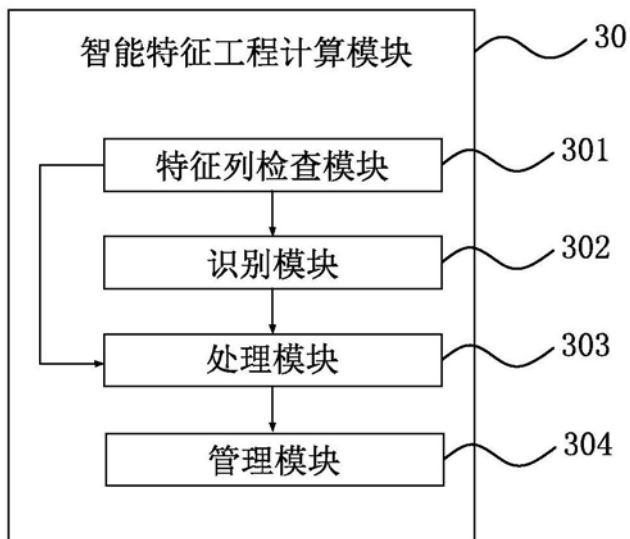 智能特征工程计算模块 30
特征列检查模块 301
识别模块 302
处理模块 303
管理模块 304